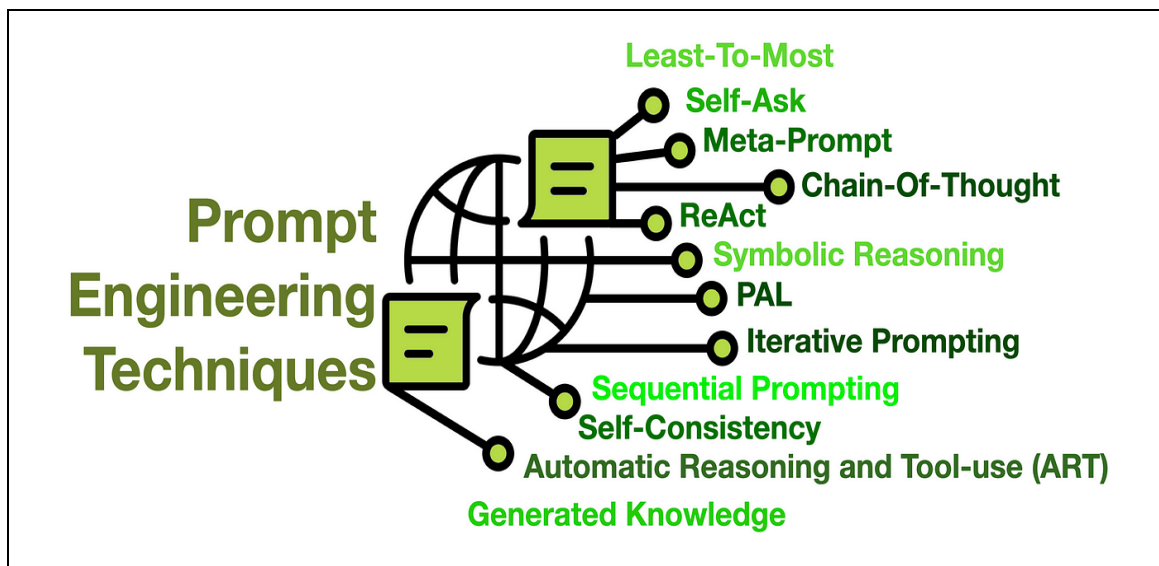 Prompt
Engineering
Techniques
Least-To-Most
Self-Ask
Meta-Prompt
Chain-Of-Thought
ReAct
Symbolic Reasoning
PAL
Iterative Prompting
Sequential Prompting
Self-Consistency
Automatic Reasoning and Tool-use (ART)
Generated Knowledge